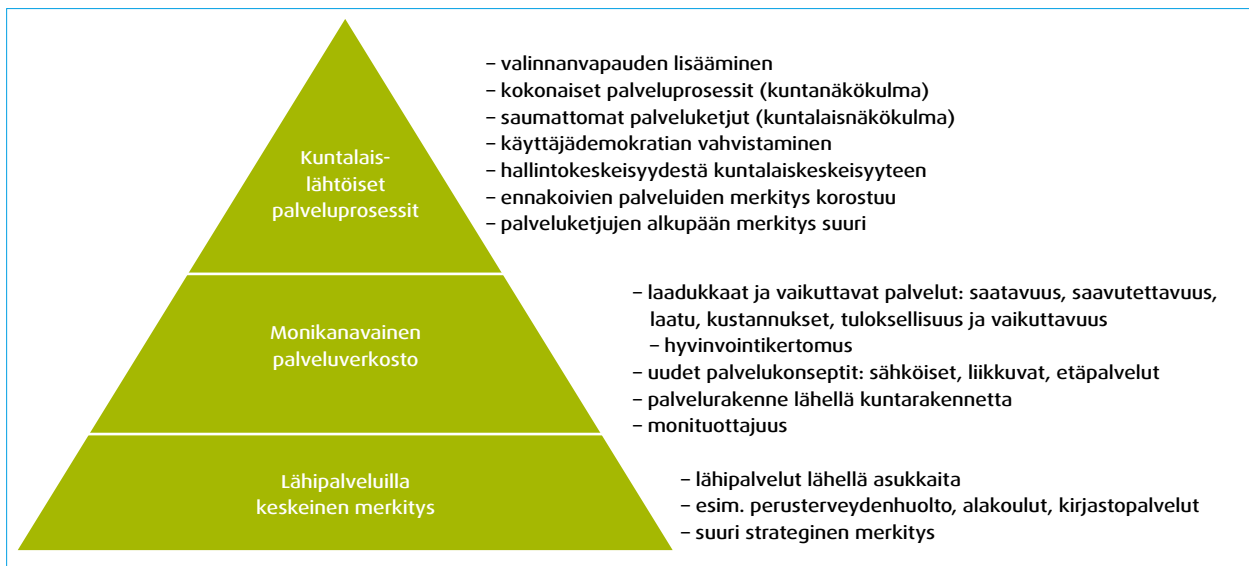 Kuntalais-
lähtöiset
palveluprosessit
– valinnanvapauden lisääminen
– kokonaiset palveluprosessit (kuntanäkökulma)
– saumattomat palveluketjut (kuntalaisnäkökulma)
– käyttäjädemokratian vahvistaminen
– hallintokeskeisyydestä kuntalaiskeskeisyyteen
– ennakoivien palveluiden merkitys korostuu
– palveluketjujen alkupään merkitys suuri
Monikanavainen
palveluverkosto
– laadukkaat ja vaikuttavat palvelut: saatavuus, saavutettavuus,
laatu, kustannukset, tuloksellisuus ja vaikuttavuus
– hyvinvointikertomus
– uudet palvelukonseptit: sähköiset, liikkuvat, etäpalvelut
– palvelurakenne lähellä kuntarakennetta
– monituottajuus
Lähipalveluilla
keskeinen merkitys
– lähipalvelut lähellä asukkaita
– esim. perusterveydenhuolto, alakoulut, kirjastopalvelut
– suuri strateginen merkitys